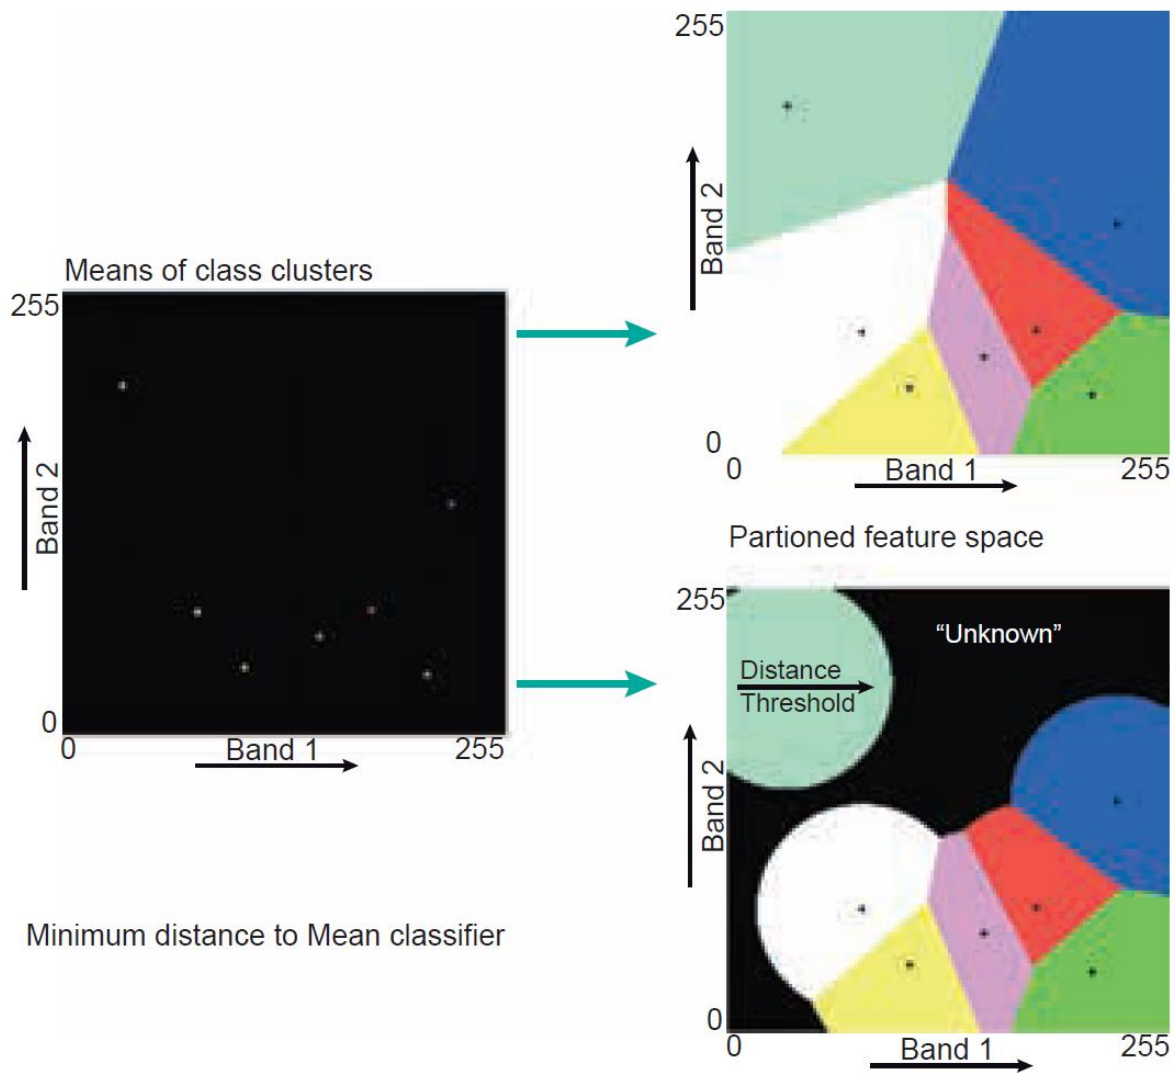 Means of class clusters
255
Band 2
0
0
Band 1
255
255
Band 2
0
0
Band 1
255
Partioned feature space
255
"Unknown"
Distance
Threshold
Band 2
0
0
Band 1
255
Minimum distance to Mean classifier